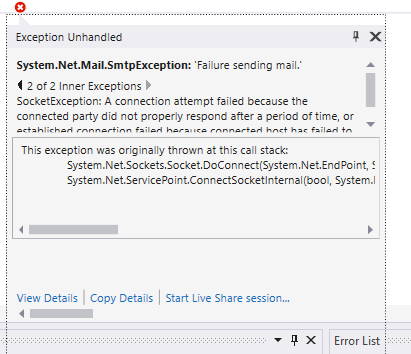 Exception Unhandled
System.Net.Mail.SmtpException: 'Failure sending mail.'
2 of 2 Inner Exceptions
SocketException: A connection attempt failed because the
connected party did not properly respond after a period of time, or
established connection failed because connected host has failed to
This exception was originally thrown at this call stack:
System.Net.Sockets.Socket.DoConnect(System.Net.EndPoint, S
System.Net.ServicePoint.ConnectSocketInternal(bool, System.
View Details | Copy Details | Start Live Share session...
Error List